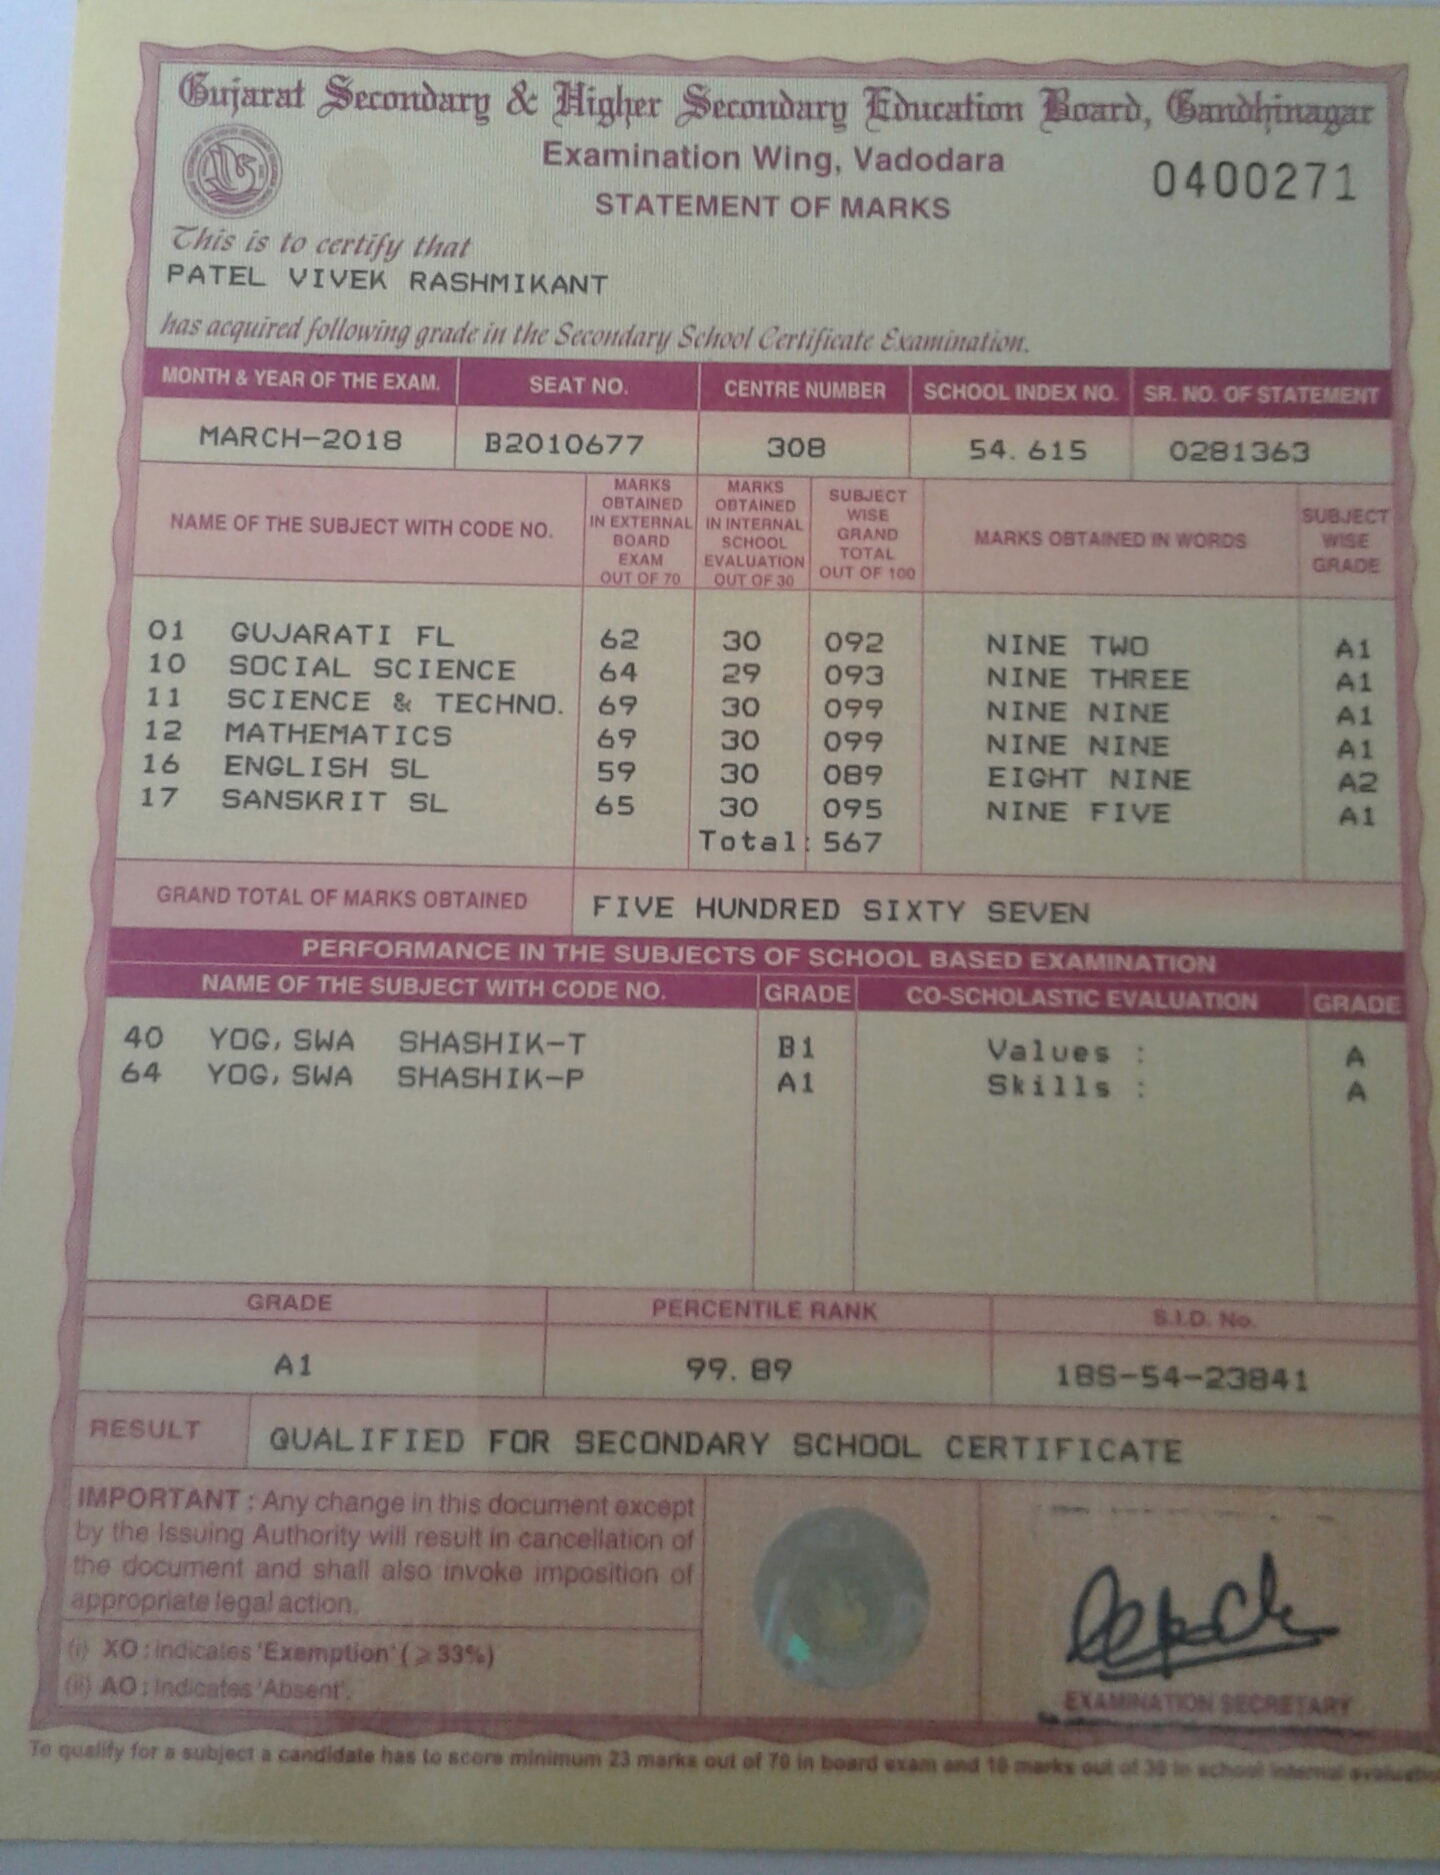 Gujarat Secondary & Higher Secondary Education Board, Gandhinagar
Examination Wing, Vadodara
0400271
STATEMENT OF MARKS
This is to certify that
PATEL VIVEK RASHMIKANT
has acquired following grade in the Secondary School Certificate Examination.
MONTH & YEAR OF THE EXAM. SEAT NO. CENTRE NUMBER SCHOOL INDEX NO. SR. NO. OF STATEMENT
MARCH-2018 B2010677 308 54.615 0281363
NAME OF THE SUBJECT WITH CODE NO. MARKS OBTAINED IN EXTERNAL BOARD EXAM OUT OF 70 MARKS OBTAINED IN INTERNAL SCHOOL EVALUATION OUT OF 30 SUBJECT WISE GRAND TOTAL OUT OF 100 MARKS OBTAINED IN WORDS SUBJECT WISE GRADE
01 GUJARATI FL 62 30 092 NINE TWO A1
10 SOCIAL SCIENCE 64 29 093 NINE THREE A1
11 SCIENCE & TECHNO. 69 30 099 NINE NINE A1
12 MATHEMATICS 69 30 099 NINE NINE A1
16 ENGLISH SL 59 30 089 EIGHT NINE A2
17 SANSKRIT SL 65 30 095 NINE FIVE A1
Total: 567
GRAND TOTAL OF MARKS OBTAINED FIVE HUNDRED SIXTY SEVEN
PERFORMANCE IN THE SUBJECTS OF SCHOOL BASED EXAMINATION
NAME OF THE SUBJECT WITH CODE NO. GRADE CO-SCHOLASTIC EVALUATION GRADE
40 YOG, SWA SHASHIK-T B1 Values : A
64 YOG, SWA SHASHIK-P A1 Skills : A
GRADE PERCENTILE RANK S.I.D. No.
A1 99.89 18S-54-23841
RESULT QUALIFIED FOR SECONDARY SCHOOL CERTIFICATE
IMPORTANT : Any change in this document except
by the Issuing Authority will result in cancellation of
the document and shall also invoke imposition of
appropriate legal action.
(i) XO : Indicates 'Exemption' (≥33%)
(ii) AO : Indicates 'Absent'.
EXAMINATION SECRETARY
To qualify for a subject a candidate has to score minimum 23 marks out of 70 in board exam and 10 marks out of 30 in school internal